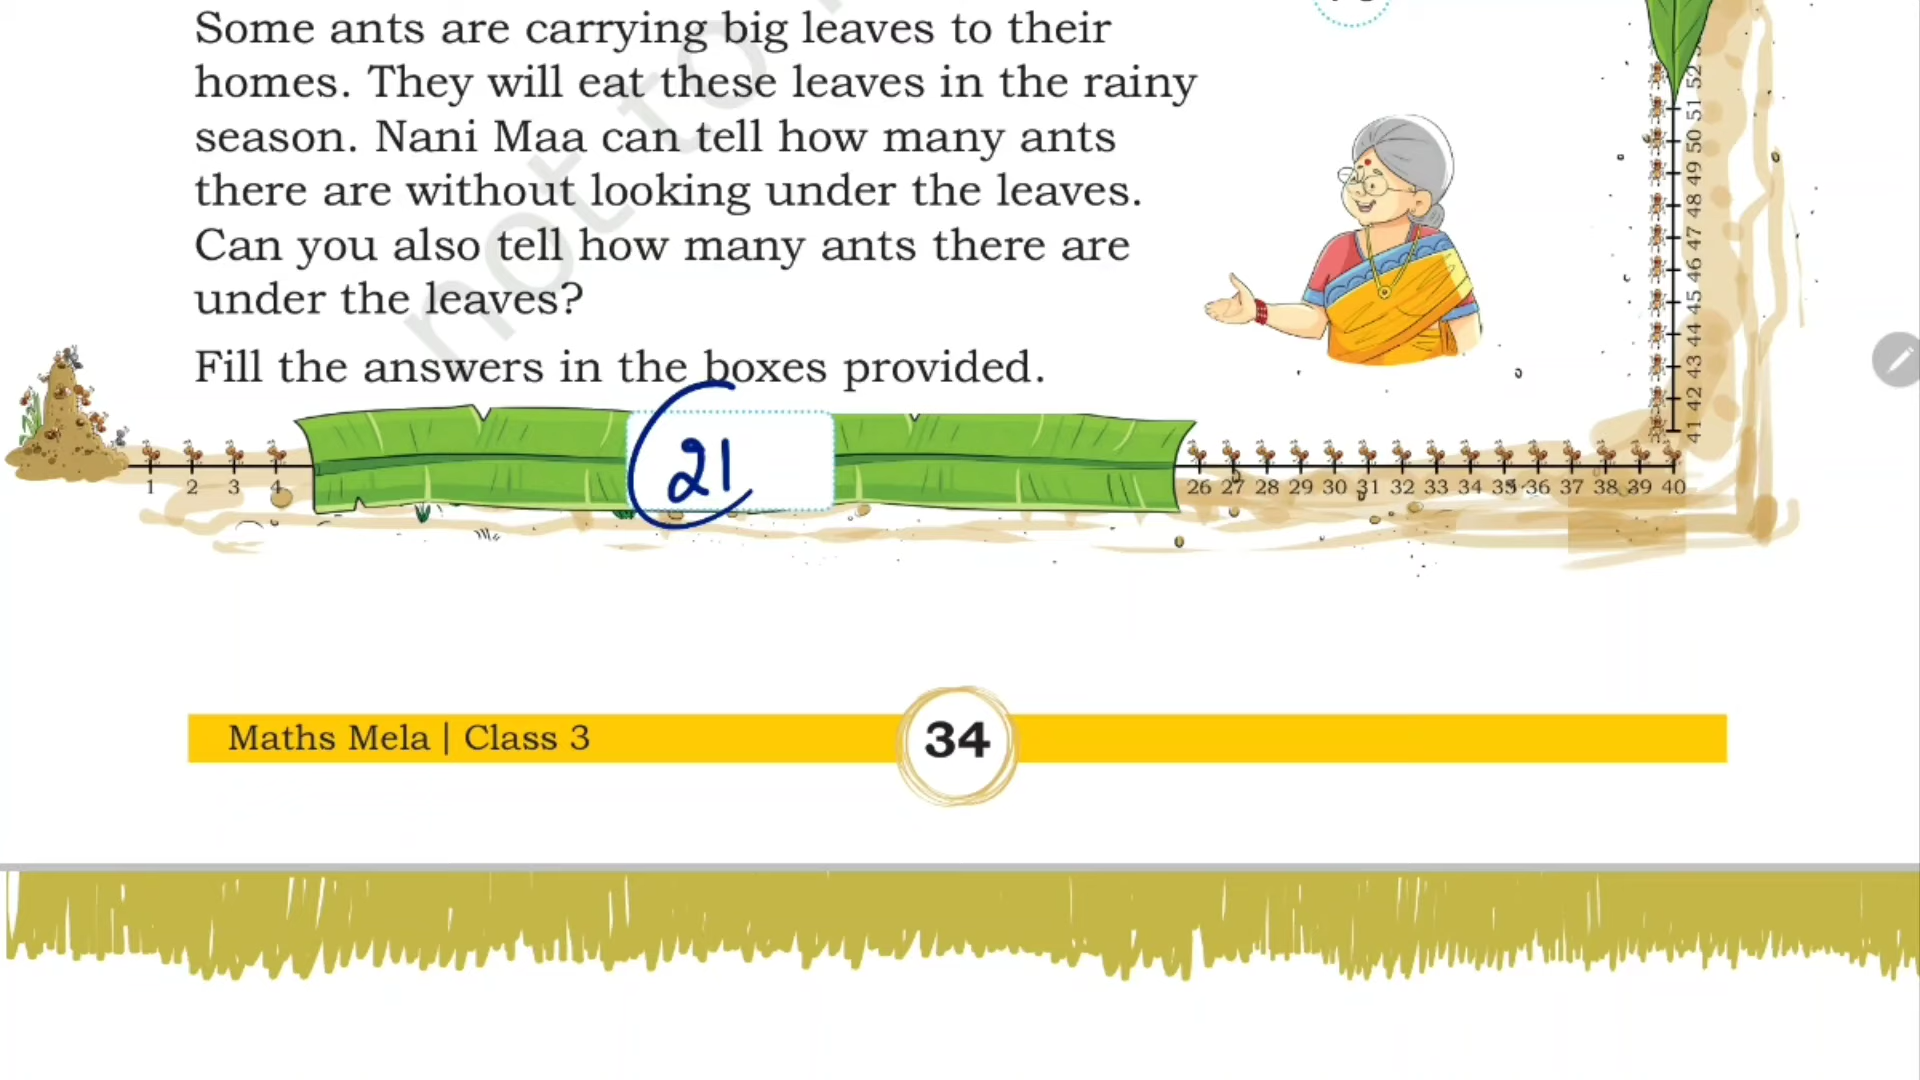 Some ants are carrying big leaves to their
homes. They will eat these leaves in the rainy
season. Nani Maa can tell how many ants
there are without looking under the leaves.
Can you also tell how many ants there are
under the leaves?
Fill the answers in the boxes provided.
21
1 2 3 4
26 27 28 29 30 31 32 33 34 35 36 37 38 39 40
41 42 43 44 45 46 47 48 49 50 51 52
not to
Maths Mela | Class 3
34